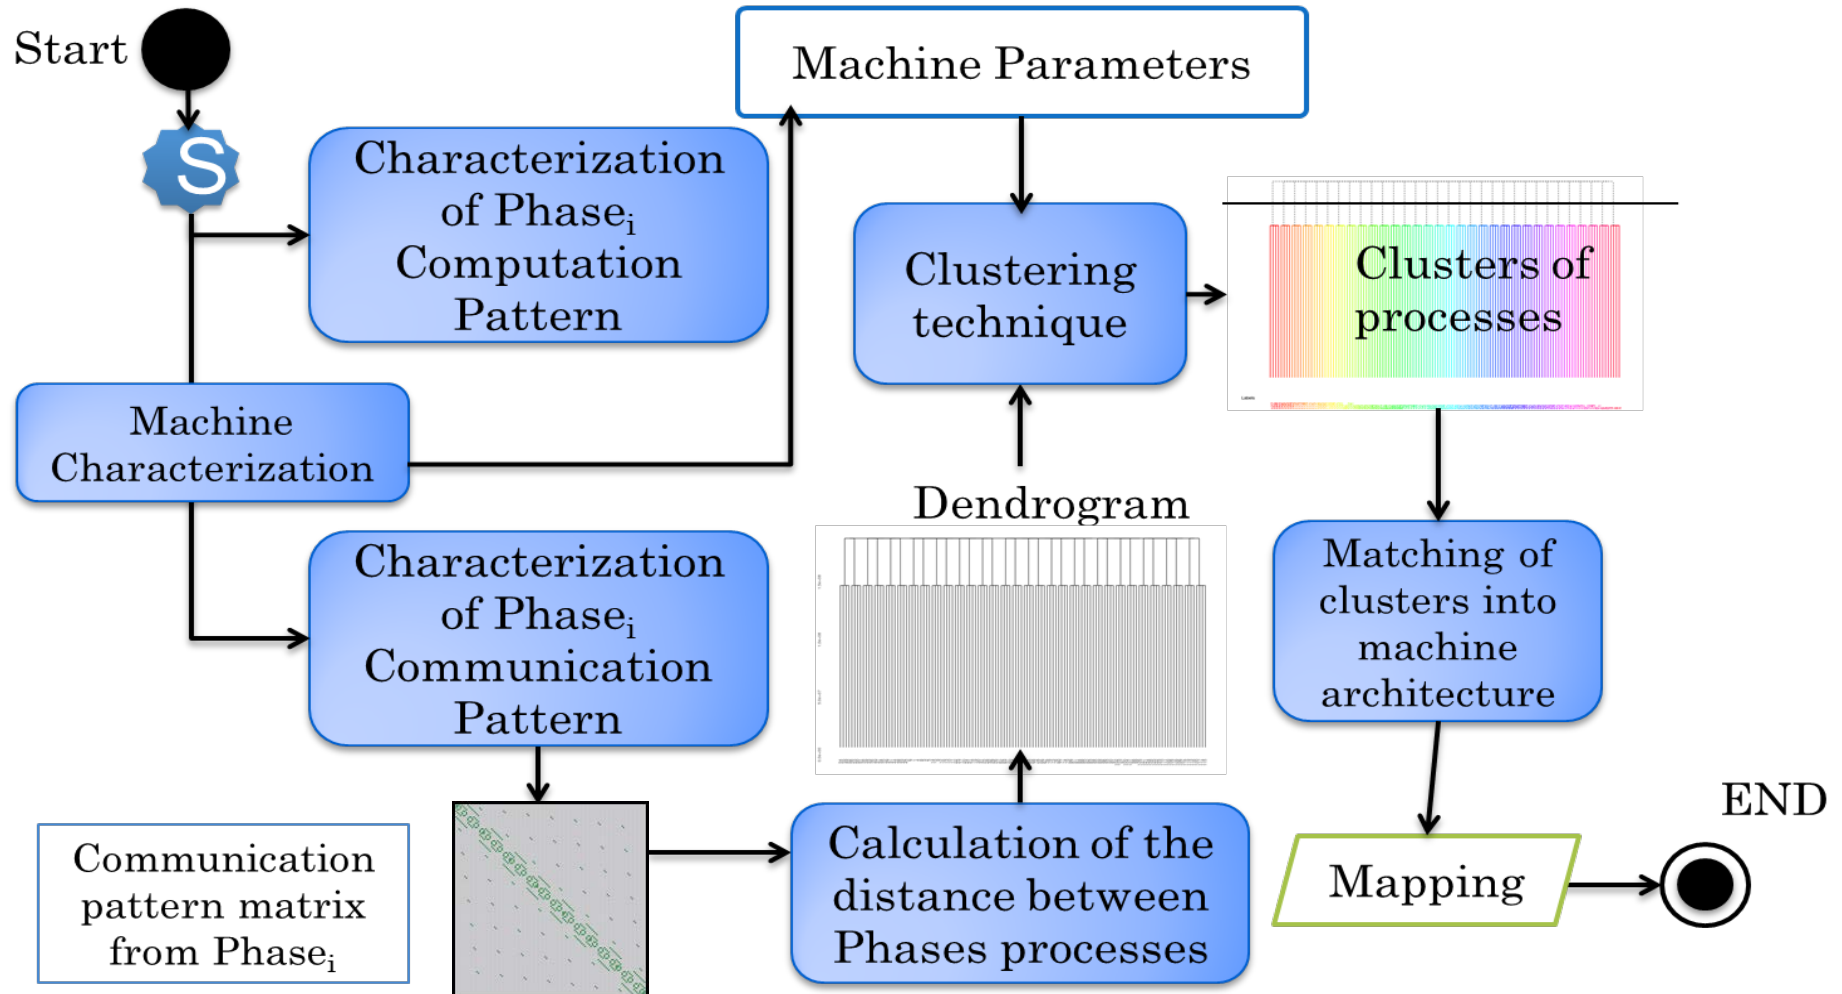 Start
S
Machine Parameters
Characterization
of Phaseᵢ
Computation
Pattern
Clustering
technique
Clusters of
processes
Labels
Machine
Characterization
Dendrogram
Characterization
of Phaseᵢ
Communication
Pattern
Matching of
clusters into
machine
architecture
END
Communication
pattern matrix
from Phaseᵢ
Calculation of the
distance between
Phases processes
Mapping